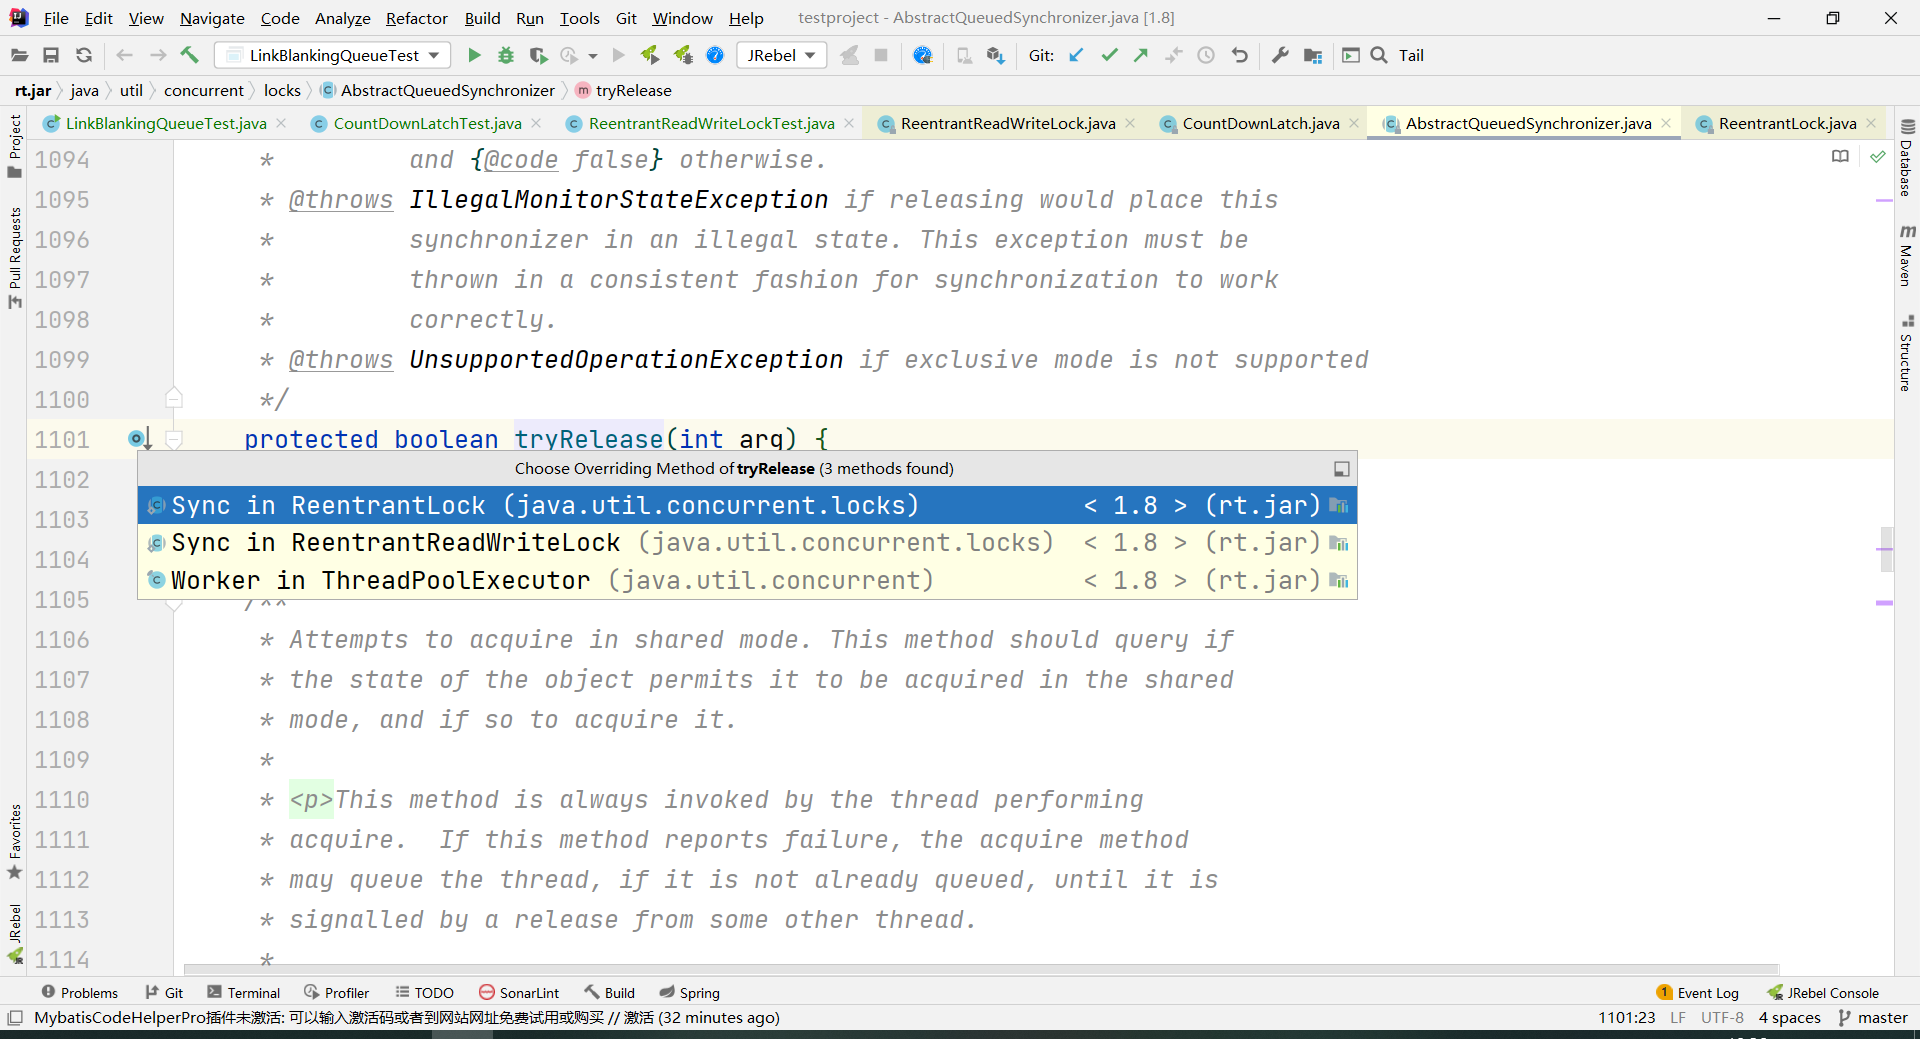 File Edit View Navigate Code Analyze Refactor Build Run Tools Git Window Help testproject - AbstractQueuedSynchronizer.java [1.8]
LinkBlankingQueueTest JRebel Git: Tail
rt.jar java util concurrent locks AbstractQueuedSynchronizer tryRelease
LinkBlankingQueueTest.java CountDownLatchTest.java ReentrantReadWriteLockTest.java ReentrantReadWriteLock.java CountDownLatch.java AbstractQueuedSynchronizer.java ReentrantLock.java
Project
Pull Requests
Favorites
JRebel
1094 * and {@code false} otherwise.
1095 * @throws IllegalMonitorStateException if releasing would place this
1096 * synchronizer in an illegal state. This exception must be
1097 * thrown in a consistent fashion for synchronization to work
1098 * correctly.
1099 * @throws UnsupportedOperationException if exclusive mode is not supported
1100 */
1101 protected boolean tryRelease(int arg) {
1102
Choose Overriding Method of tryRelease (3 methods found)
Sync in ReentrantLock (java.util.concurrent.locks) < 1.8 > (rt.jar)
1103
Sync in ReentrantReadWriteLock (java.util.concurrent.locks) < 1.8 > (rt.jar)
1104
Worker in ThreadPoolExecutor (java.util.concurrent) < 1.8 > (rt.jar)
1105 /**
1106 * Attempts to acquire in shared mode. This method should query if
1107 * the state of the object permits it to be acquired in the shared
1108 * mode, and if so to acquire it.
1109 *
1110 * <p>This method is always invoked by the thread performing
1111 * acquire.  If this method reports failure, the acquire method
1112 * may queue the thread, if it is not already queued, until it is
1113 * signalled by a release from some other thread.
1114 *
Database
Maven
Structure
Problems Git Terminal Profiler TODO SonarLint Build Spring 1 Event Log JRebel Console
MybatisCodeHelperPro插件未激活: 可以输入激活码或者到网站网址免费试用或购买 // 激活 (32 minutes ago) 1101:23 LF UTF-8 4 spaces master